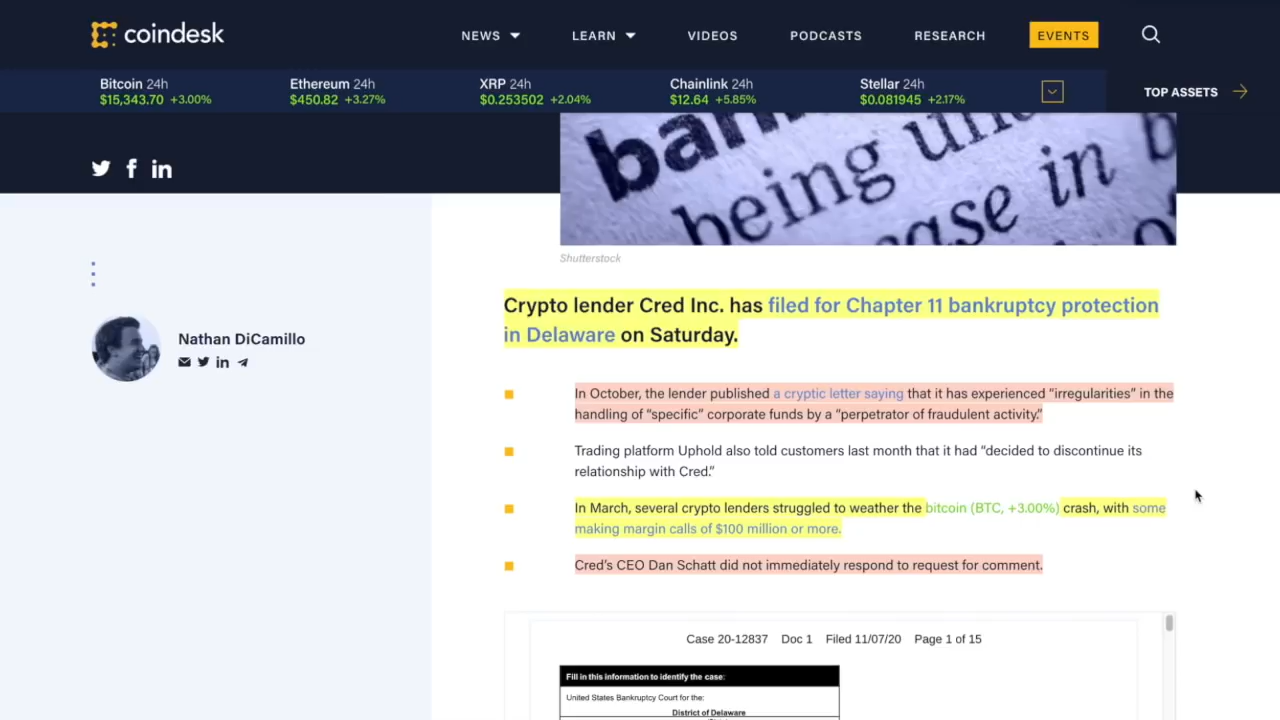 coindesk
NEWS
LEARN
VIDEOS
PODCASTS
RESEARCH
EVENTS
Bitcoin 24h
$15,343.70 +3.00%
Ethereum 24h
$450.82 +3.27%
XRP 24h
$0.253502 +2.04%
Chainlink 24h
$12.64 +5.85%
Stellar 24h
$0.081945 +2.17%
TOP ASSETS
being
case in
Shutterstock
Nathan DiCamillo
Crypto lender Cred Inc. has filed for Chapter 11 bankruptcy protection
in Delaware on Saturday.
In October, the lender published a cryptic letter saying that it has experienced “irregularities” in the
handling of “specific” corporate funds by a “perpetrator of fraudulent activity.”
Trading platform Uphold also told customers last month that it had “decided to discontinue its
relationship with Cred.”
In March, several crypto lenders struggled to weather the bitcoin (BTC, +3.00%) crash, with some
making margin calls of $100 million or more.
Cred’s CEO Dan Schatt did not immediately respond to request for comment.
Case 20-12837 Doc 1 Filed 11/07/20 Page 1 of 15
Fill in this information to identify the case:
United States Bankruptcy Court for the:
District of Delaware